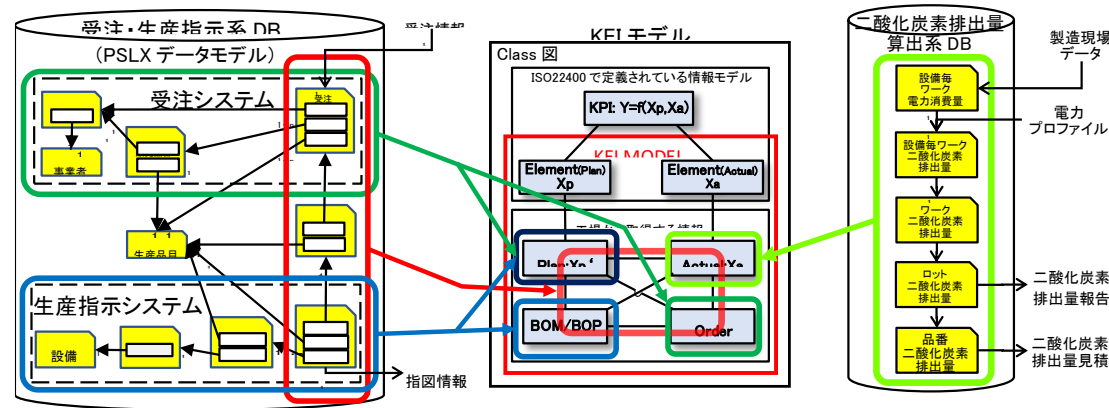 受注・生産指示系 DB
(PSLX データモデル)
受注情報
受注システム
受注
事業者
生産品目
生産指示システム
設備
指図情報
KEI モデル
Class 図
ISO22400 で定義されている情報モデル
KPI: Y=f(Xp,Xa)
KEI MODEL
Element(Plan)
Xp
Element(Actual)
Xa
Plan:Xp'
Actual:Xa
BOM/BOP
Order
二酸化炭素排出量
算出系 DB
製造現場
データ
設備毎
ワーク
電力消費量
電力
プロファイル
設備毎ワーク
二酸化炭素
排出量
ワーク
二酸化炭素
排出量
ロット
二酸化炭素
排出量
二酸化炭素
排出量報告
品番
二酸化炭素
排出量
二酸化炭素
排出量見積